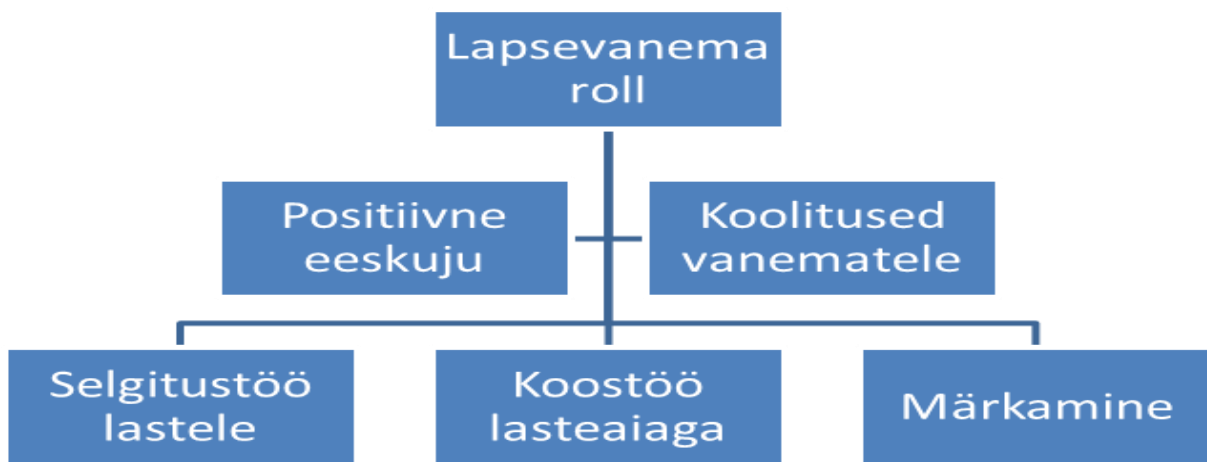 Lapsevanema
roll
Positiivne
eeskuju
Koolitused
vanematele
Selgitustöö
lastele
Koostöö
lasteaiaga
Märkamine